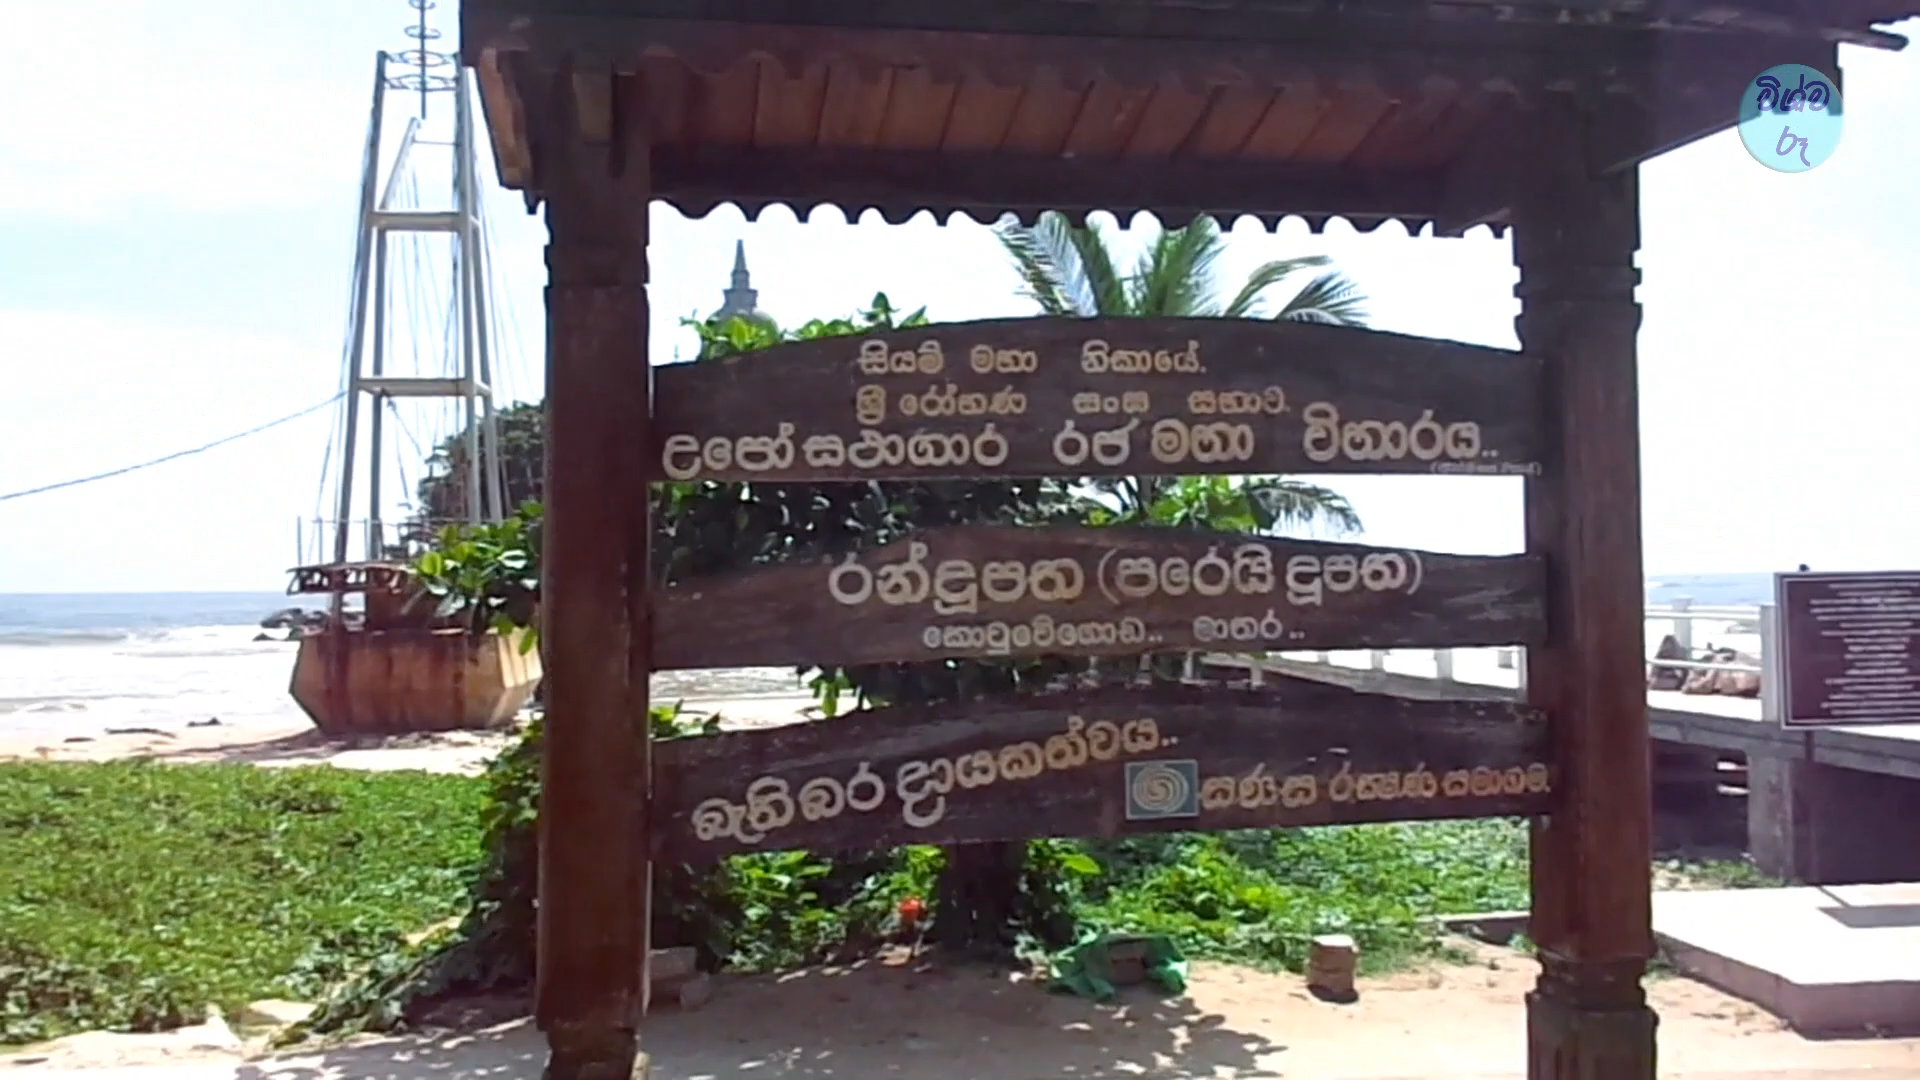 විශ්ව
රූ
සියම් මහා නිකායේ.
ශ්‍රී රෝහණ සංඝ සභාව.
උපෝසථාගාර රජ මහා විහාරය..
රන්දූපත (පරෙයි දූපත)
කොටුවේගොඩ.. මාතර..
බැතිබර දායකත්වය..
සණස රක්ෂණ සමාගම.